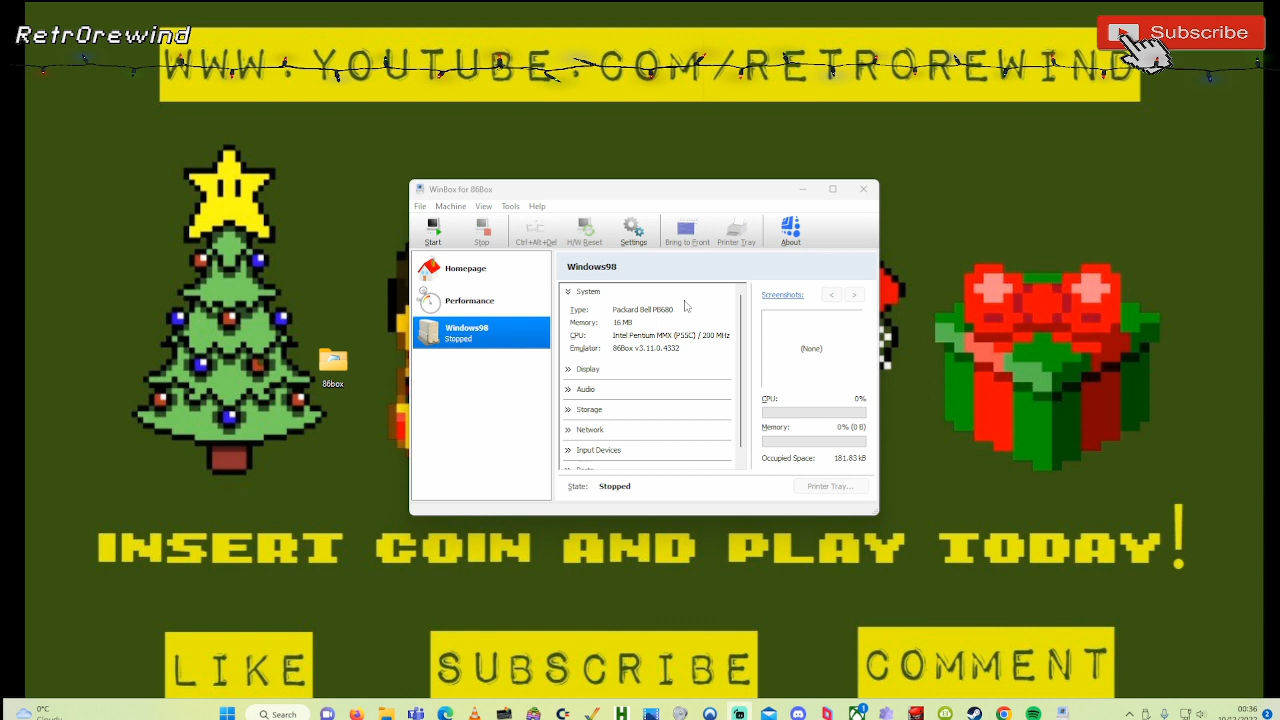 Retr0rewind
Subscribe
WWW.YOUTUBE.COM/RETROREWIND
WinBox for 86Box
File Machine View Tools Help
Start Stop Ctrl+Alt+Del H/W Reset Settings Bring to Front Printer Tray About
Homepage
Performance
Windows98
Stopped
Windows98
System
Type: Packard Bell PB680
Memory: 16 MB
CPU: Intel Pentium MMX (P55C) / 200 MHz
Emulator: 86Box v3.11.0.4332
Display
Audio
Storage
Network
Input Devices
Screenshots: < >
(None)
CPU: 0%
Memory: 0% (0 B)
Occupied Space: 181.83 kB
State: Stopped
Printer Tray...
86box
INSERT COIN AND PLAY TODAY!
LIKE SUBSCRIBE COMMENT
0°C
Cloudy
Search
00:36
2